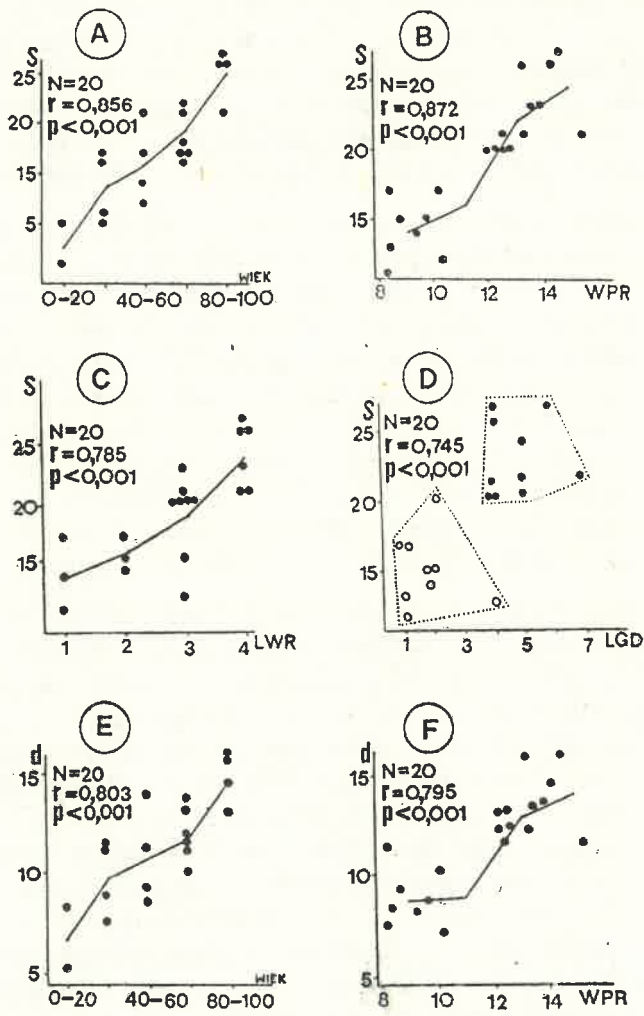 A
S
25
20
15
5
N=20
r=0,856
p<0,001
WIEK
0-20 40-60 80-100
B
S
25
20
15
N=20
r=0,872
p<0,001
8 10 12 14 WPR
C
S
25
20
15
N=20
r=0,785
p<0,001
1 2 3 4 LWR
D
S
25
20
15
N=20
r=0,745
p<0,001
1 3 5 7 LGD
E
d
15
10
5
N=20
r=0,803
p<0,001
WIEK
0-20 40-60 80-100
F
d
15
10
5
N=20
r=0,795
p<0,001
8 10 12 14 WPR